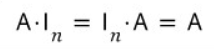 A·Iₙ = Iₙ·A = A